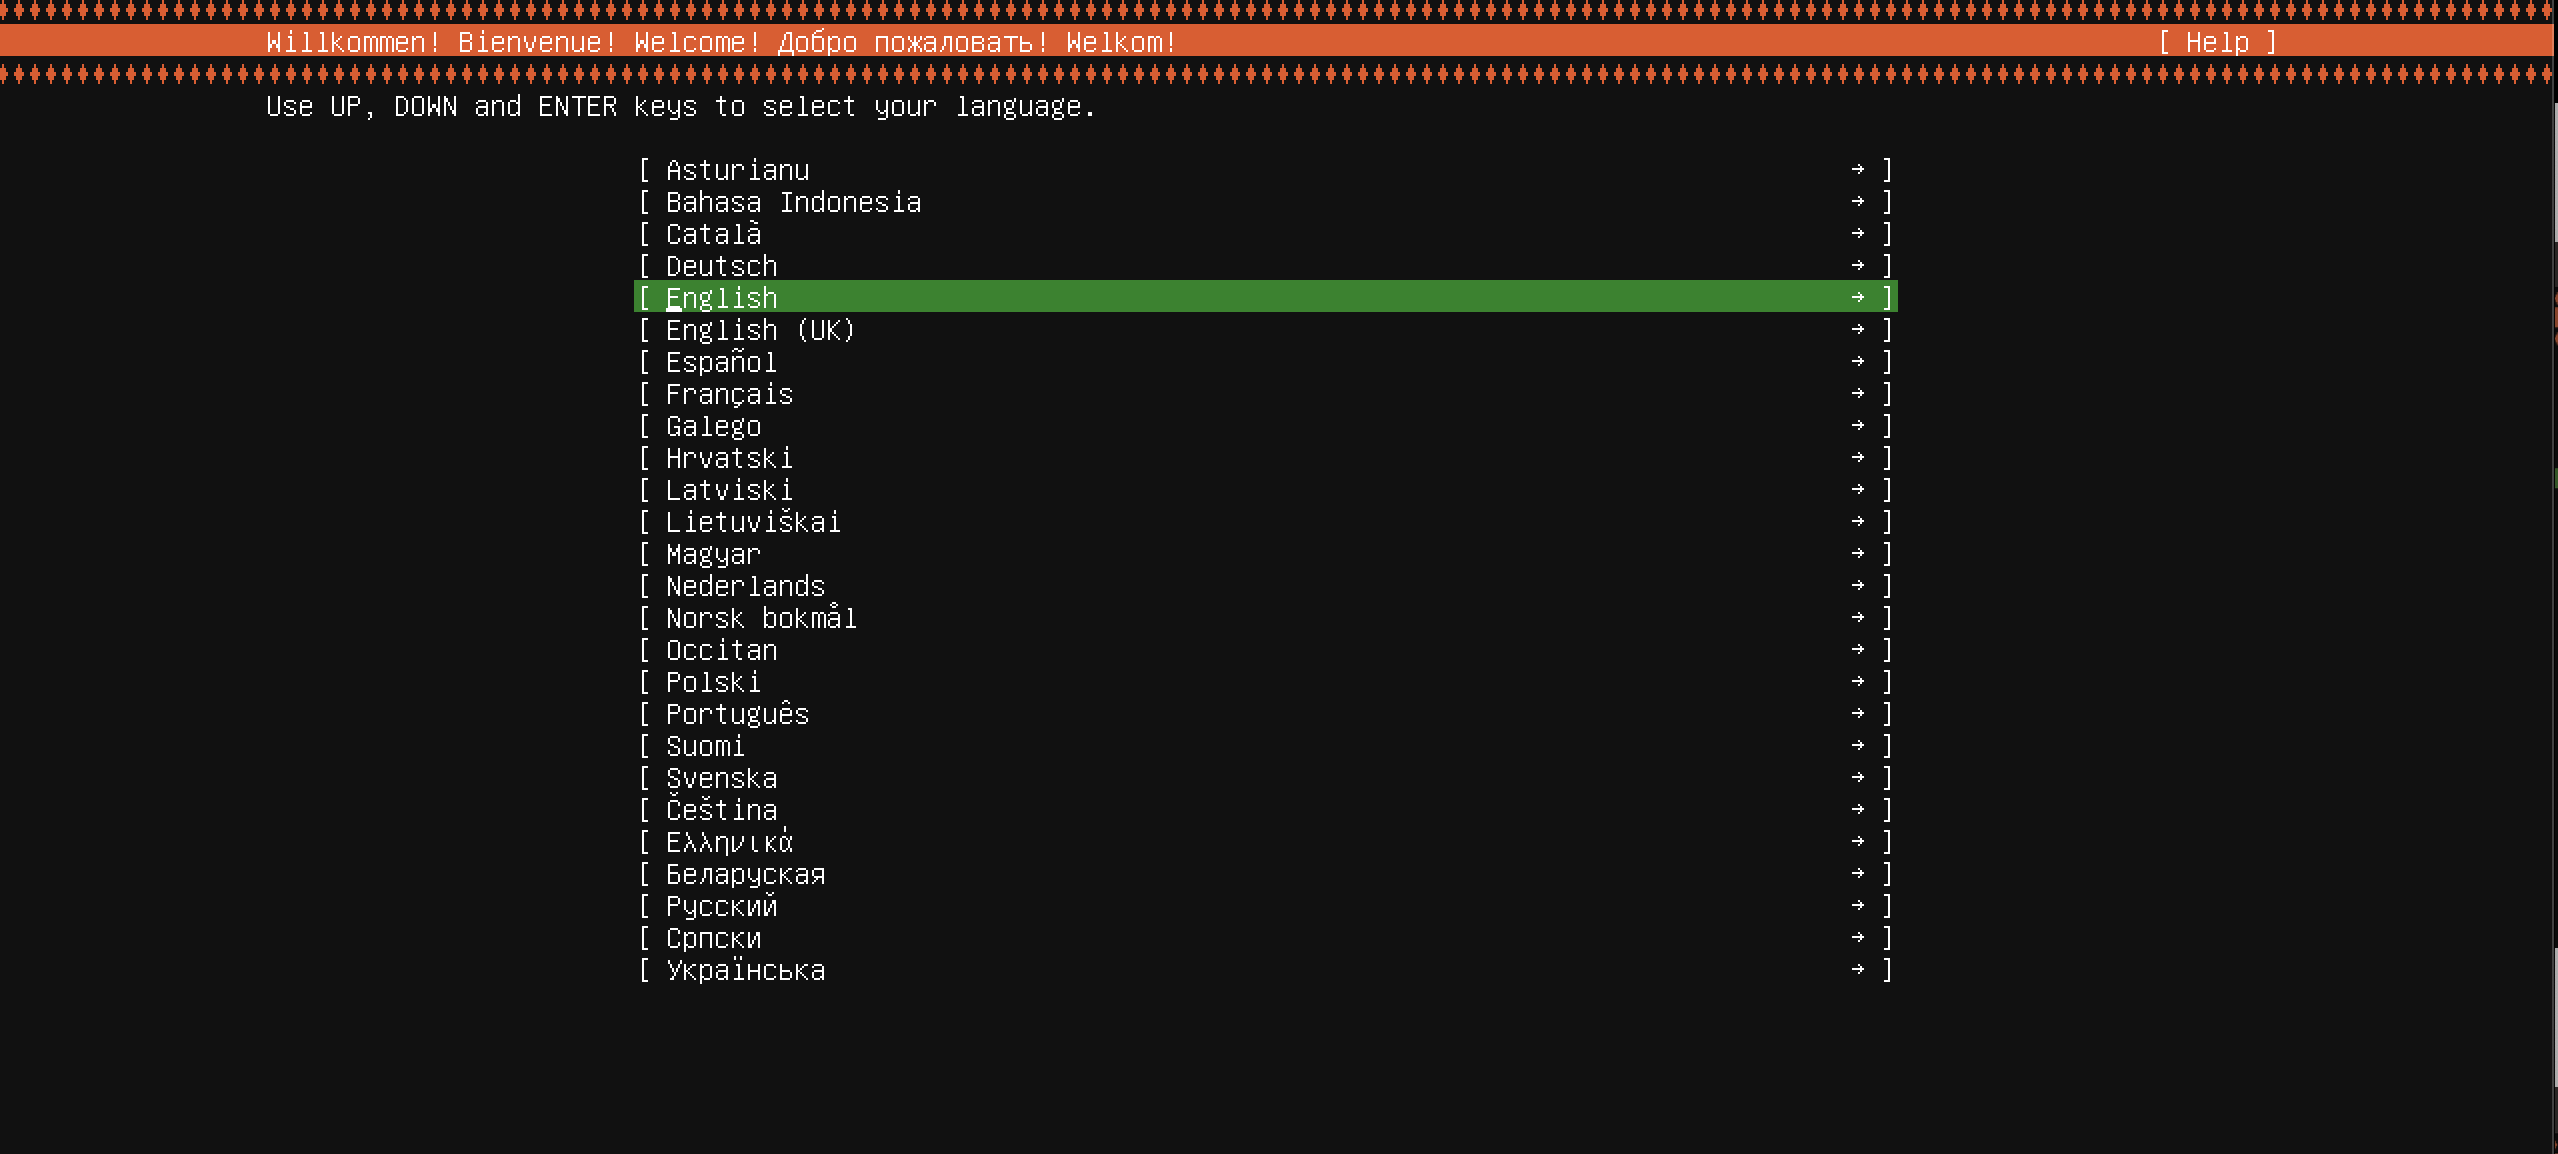 Willkommen! Bienvenue! Welcome! Добро пожаловать! Welkom! [ Help ]
Use UP, DOWN and ENTER keys to select your language.
[ Asturianu → ]
[ Bahasa Indonesia → ]
[ Català → ]
[ Deutsch → ]
[ English → ]
[ English (UK) → ]
[ Español → ]
[ Français → ]
[ Galego → ]
[ Hrvatski → ]
[ Latviski → ]
[ Lietuviškai → ]
[ Magyar → ]
[ Nederlands → ]
[ Norsk bokmål → ]
[ Occitan → ]
[ Polski → ]
[ Português → ]
[ Suomi → ]
[ Svenska → ]
[ Čeština → ]
[ Ελληνικά → ]
[ Беларуская → ]
[ Русский → ]
[ Српски → ]
[ Українська → ]